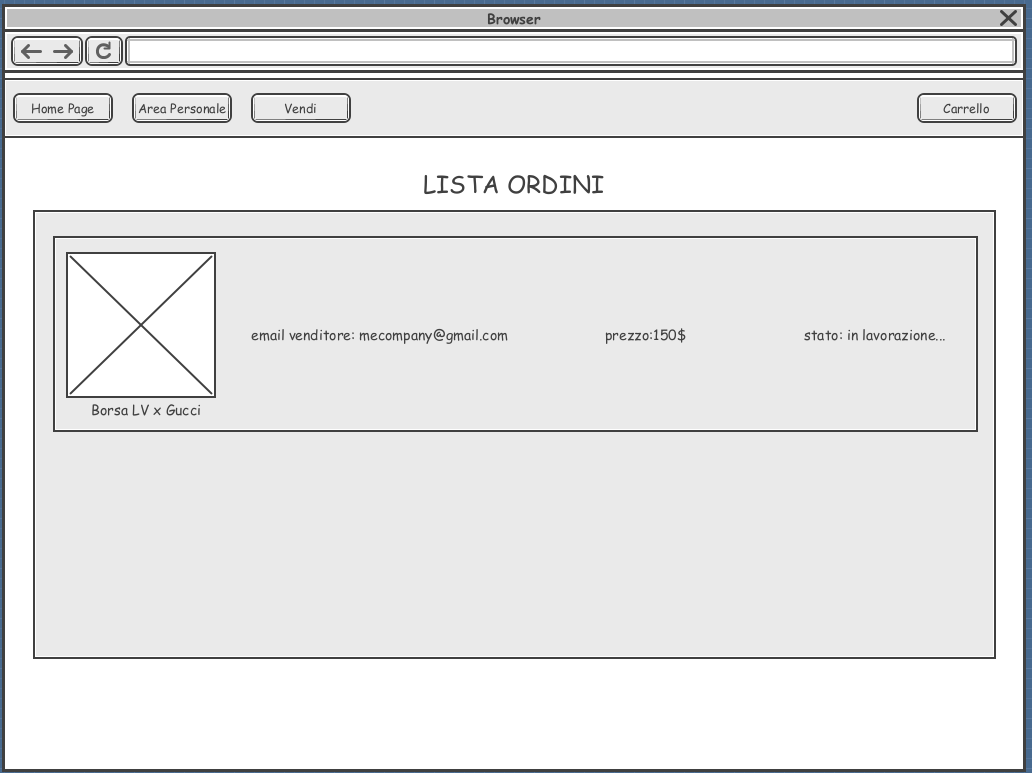 Browser
Home Page
Area Personale
Vendi
Carrello
LISTA ORDINI
email venditore: mecompany@gmail.com
prezzo:150$
stato: in lavorazione...
Borsa LV x Gucci